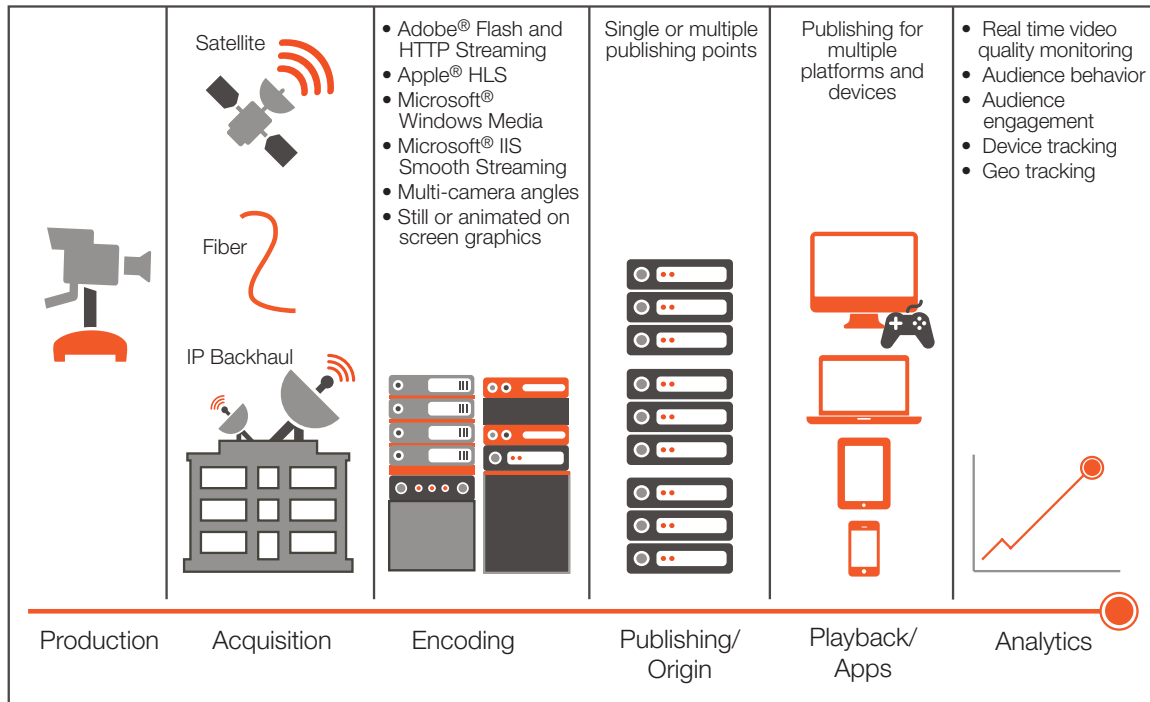 Satellite
Fiber
IP Backhaul
• Adobe® Flash and
HTTP Streaming
• Apple® HLS
• Microsoft®
Windows Media
• Microsoft® IIS
Smooth Streaming
• Multi-camera angles
• Still or animated on
screen graphics
Single or multiple
publishing points
Publishing for
multiple
platforms and
devices
• Real time video
quality monitoring
• Audience behavior
• Audience
engagement
• Device tracking
• Geo tracking
Production
Acquisition
Encoding
Publishing/
Origin
Playback/
Apps
Analytics